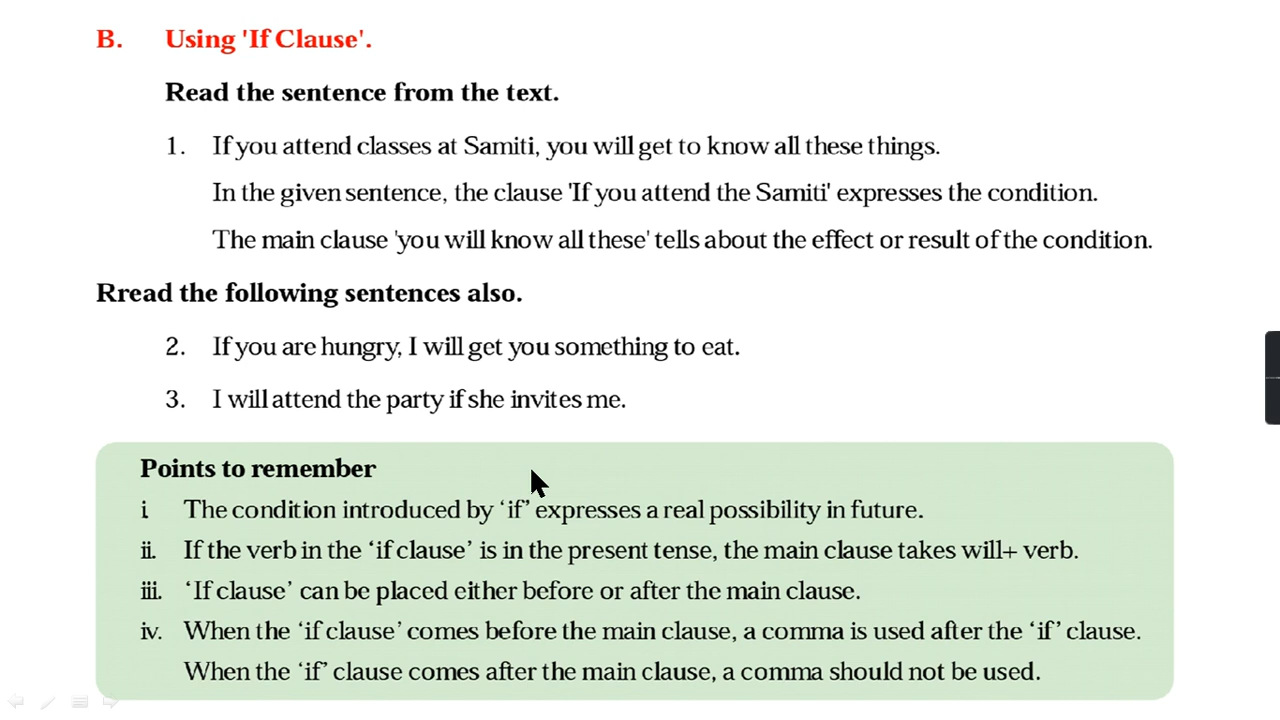 B. Using 'If Clause'.
Read the sentence from the text.
1. If you attend classes at Samiti, you will get to know all these things.
In the given sentence, the clause 'If you attend the Samiti' expresses the condition.
The main clause 'you will know all these' tells about the effect or result of the condition.
Rread the following sentences also.
2. If you are hungry, I will get you something to eat.
3. I will attend the party if she invites me.
Points to remember
i. The condition introduced by ‘if’ expresses a real possibility in future.
ii. If the verb in the ‘if clause’ is in the present tense, the main clause takes will+ verb.
iii. ‘If clause’ can be placed either before or after the main clause.
iv. When the ‘if clause’ comes before the main clause, a comma is used after the ‘if’ clause.
When the ‘if’ clause comes after the main clause, a comma should not be used.